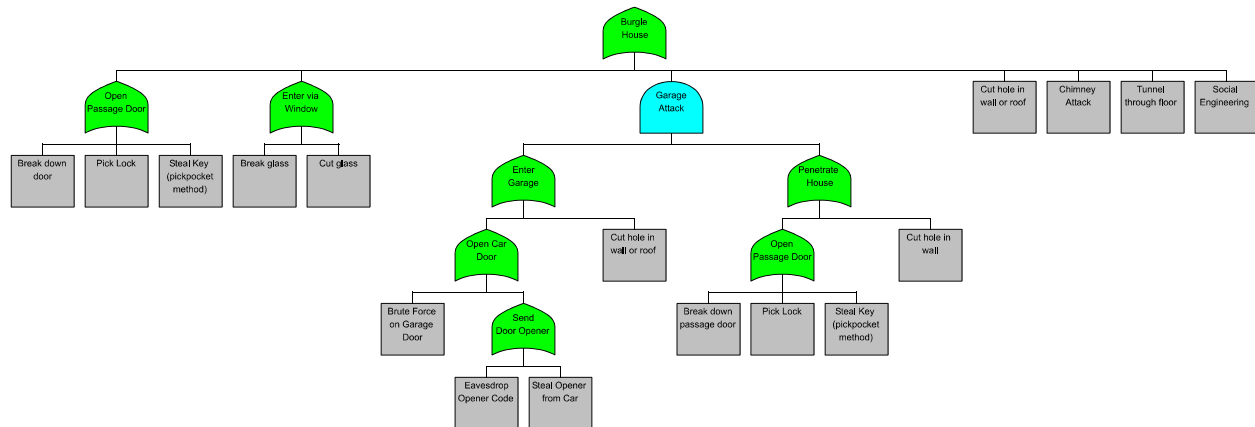 Burgle
House
Open
Passage Door
Enter via
Window
Garage
Attack
Cut hole in
wall or roof
Chimney
Attack
Tunnel
through floor
Social
Engineering
Break down
door
Pick Lock
Steal Key
(pickpocket
method)
Break glass
Cut glass
Enter
Garage
Penetrate
House
Open Car
Door
Cut hole in
wall or roof
Open
Passage Door
Cut hole in
wall
Brute Force
on Garage
Door
Send
Door Opener
Break down
passage door
Pick Lock
Steal Key
(pickpocket
method)
Eavesdrop
Opener Code
Steal Opener
from Car